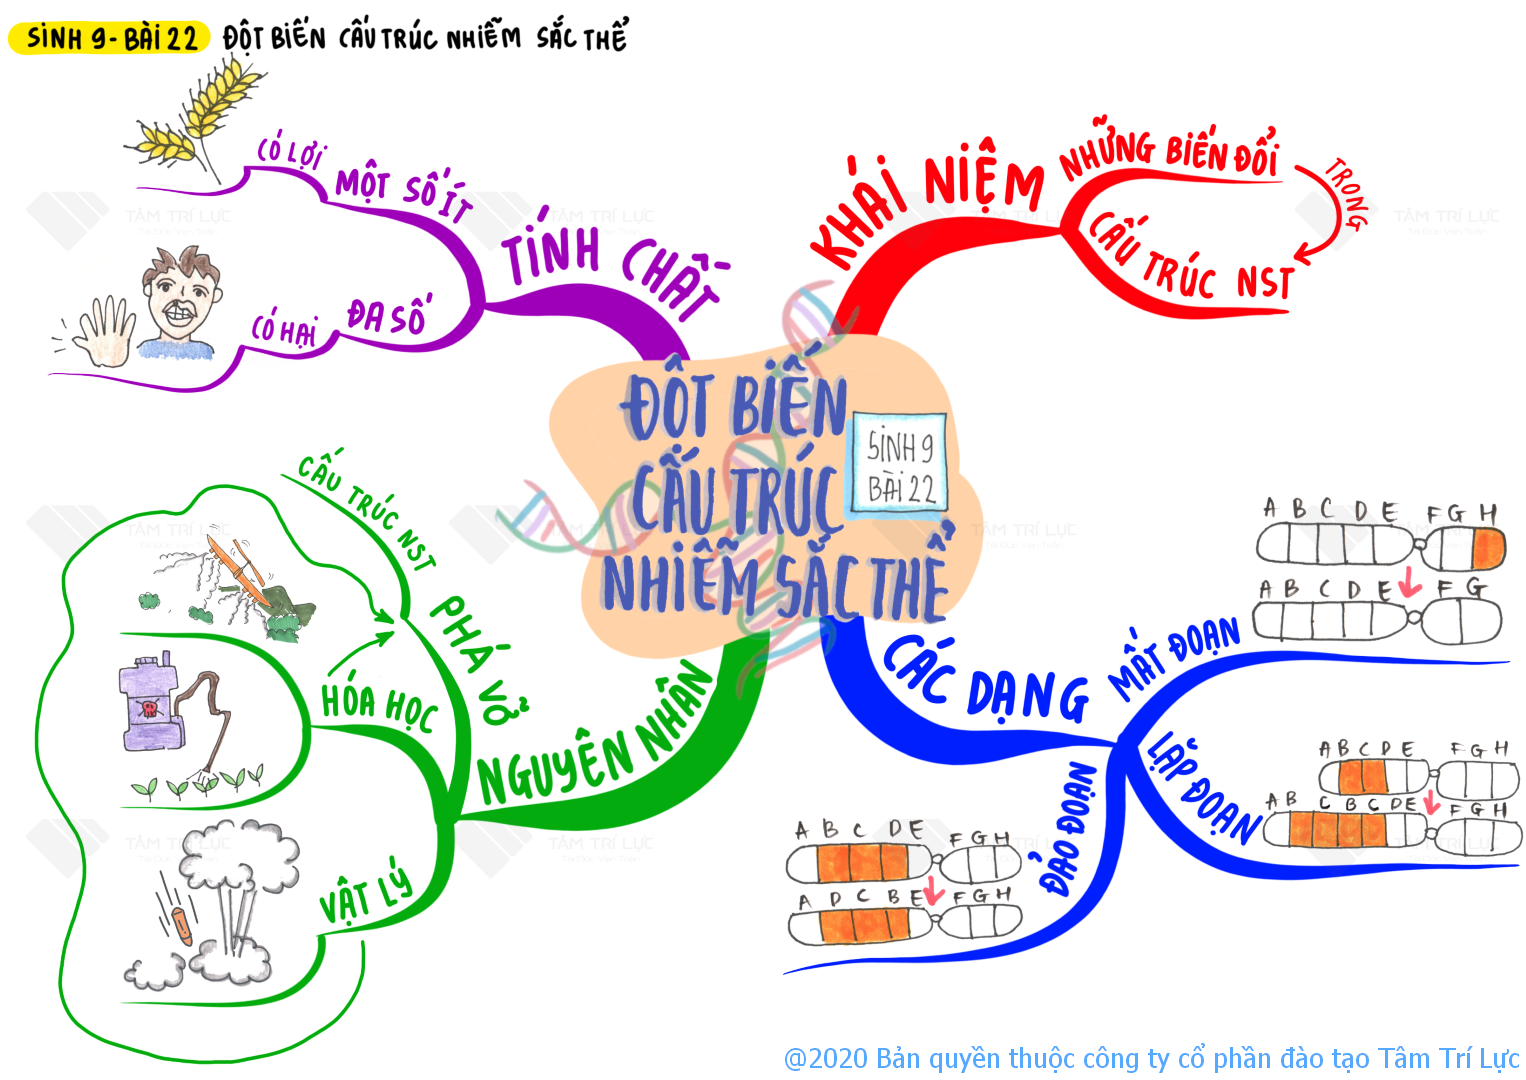 SINH 9 - BÀI 22 ĐỘT BIẾN CẤU TRÚC NHIỄM SẮC THỂ
ĐỘT BIẾN
CẤU TRÚC
NHIỄM SẮC THỂ
SINH 9
BÀI 22
KHÁI NIỆM
NHỮNG BIẾN ĐỔI
TRONG
CẤU TRÚC NST
CÁC DẠNG
MẤT ĐOẠN
A B C D E F G H
A B C D E F G
LẶP ĐOẠN
A B C D E F G H
A B C B C D E F G H
ĐẢO ĐOẠN
A B C D E F G H
A D C B E F G H
NGUYÊN NHÂN
PHÁ VỠ
CẤU TRÚC NST
HÓA HỌC
VẬT LÝ
TÍNH CHẤT
MỘT SỐ ÍT
CÓ LỢI
ĐA SỐ
CÓ HẠI
TÂM TRÍ LỰC
@2020 Bản quyền thuộc công ty cổ phần đào tạo Tâm Trí Lực